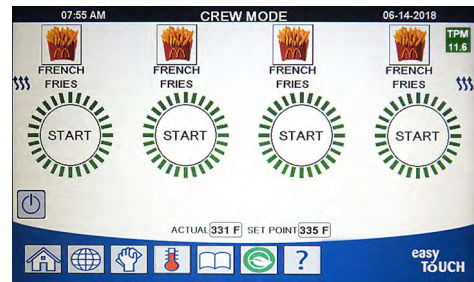 07:55 AM CREW MODE 06-14-2018
TPM
11.6
FRENCH FRIES
FRENCH FRIES
FRENCH FRIES
FRENCH FRIES
START START START START
ACTUAL 331 F SET POINT 335 F
?
easy
TOUCH